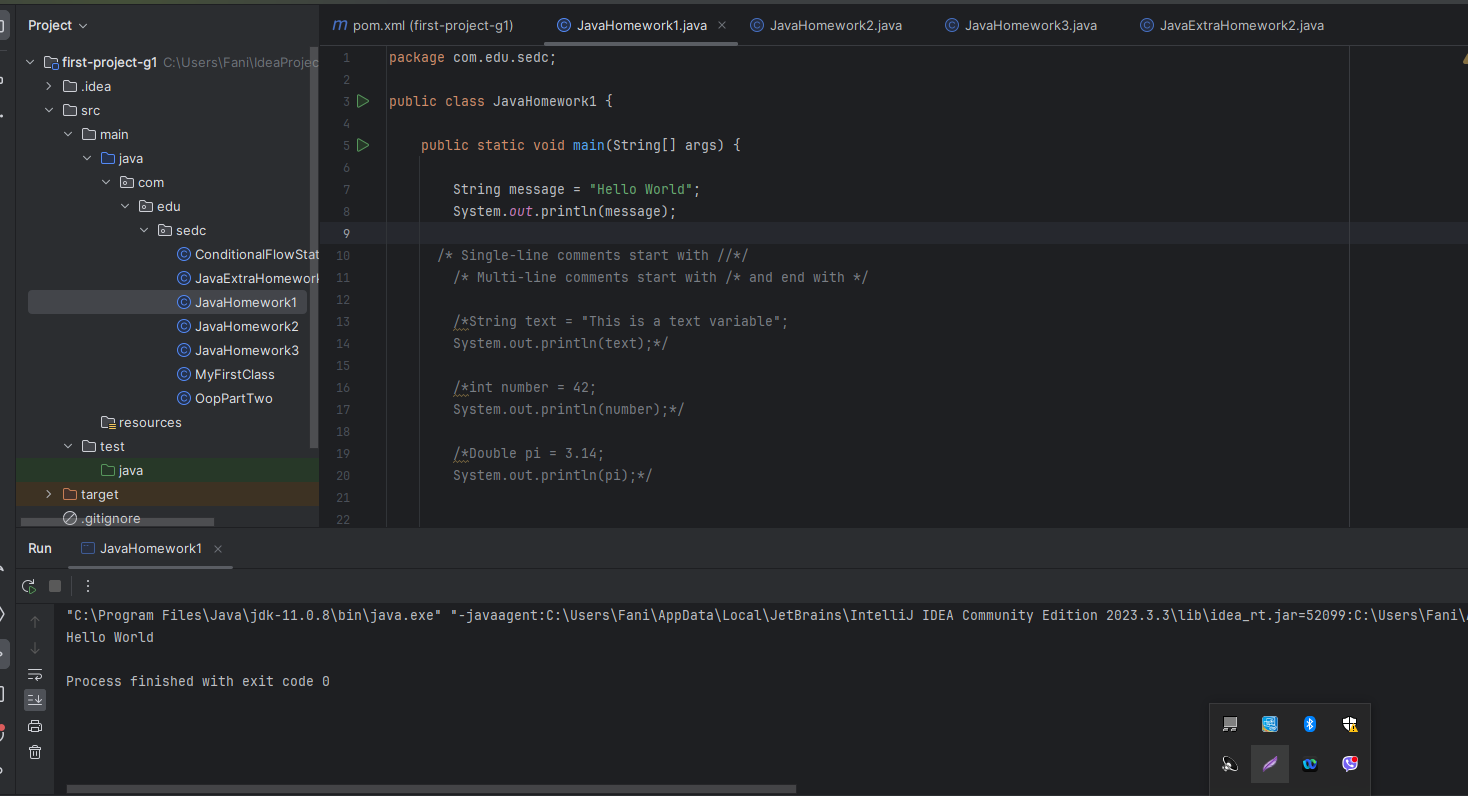 Project
first-project-g1 C:\Users\Fani\IdeaProjec
.idea
src
main
java
com
edu
sedc
ConditionalFlowStat
JavaExtraHomework
JavaHomework1
JavaHomework2
JavaHomework3
MyFirstClass
OopPartTwo
resources
test
java
target
.gitignore
m pom.xml (first-project-g1) JavaHomework1.java JavaHomework2.java JavaHomework3.java JavaExtraHomework2.java
1 package com.edu.sedc;
2
3 public class JavaHomework1 {
4
5 public static void main(String[] args) {
6
7 String message = "Hello World";
8 System.out.println(message);
9
10 /* Single-line comments start with //*/
11 /* Multi-line comments start with /* and end with */
12
13 /*String text = "This is a text variable";
14 System.out.println(text);*/
15
16 /*int number = 42;
17 System.out.println(number);*/
18
19 /*Double pi = 3.14;
20 System.out.println(pi);*/
21
22
Run JavaHomework1
"C:\Program Files\Java\jdk-11.0.8\bin\java.exe" "-javaagent:C:\Users\Fani\AppData\Local\JetBrains\IntelliJ IDEA Community Edition 2023.3.3\lib\idea_rt.jar=52099:C:\Users\Fani\
Hello World
Process finished with exit code 0